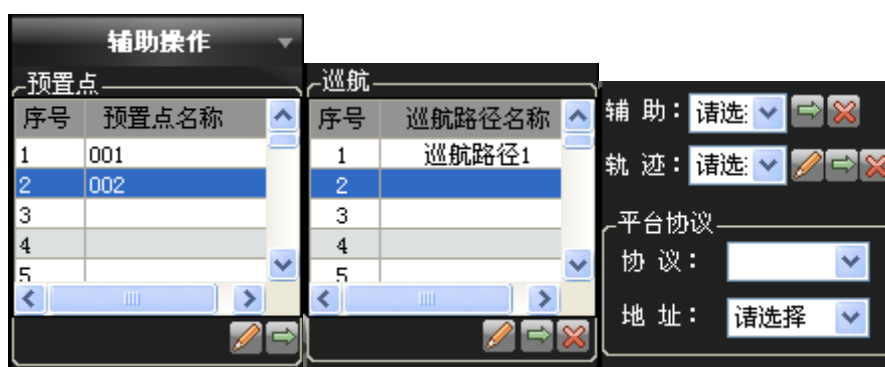 辅助操作
预置点
序号 预置点名称
1 001
2 002
3
4
5
巡航
序号 巡航路径名称
1 巡航路径1
2
3
4
5
辅 助： 请选
轨 迹： 请选
平台协议
协 议：
地 址： 请选择